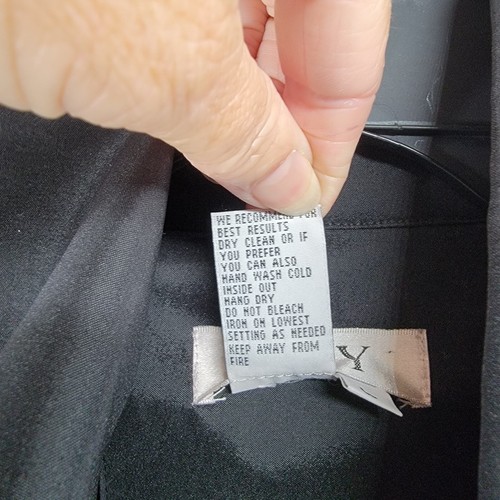 WE RECOMMEND FOR
BEST RESULTS
DRY CLEAN OR IF
YOU PREFER
YOU CAN ALSO
HAND WASH COLD
INSIDE OUT
HANG DRY
DO NOT BLEACH
IRON ON LOWEST
SETTING AS NEEDED
KEEP AWAY FROM
FIRE
Y